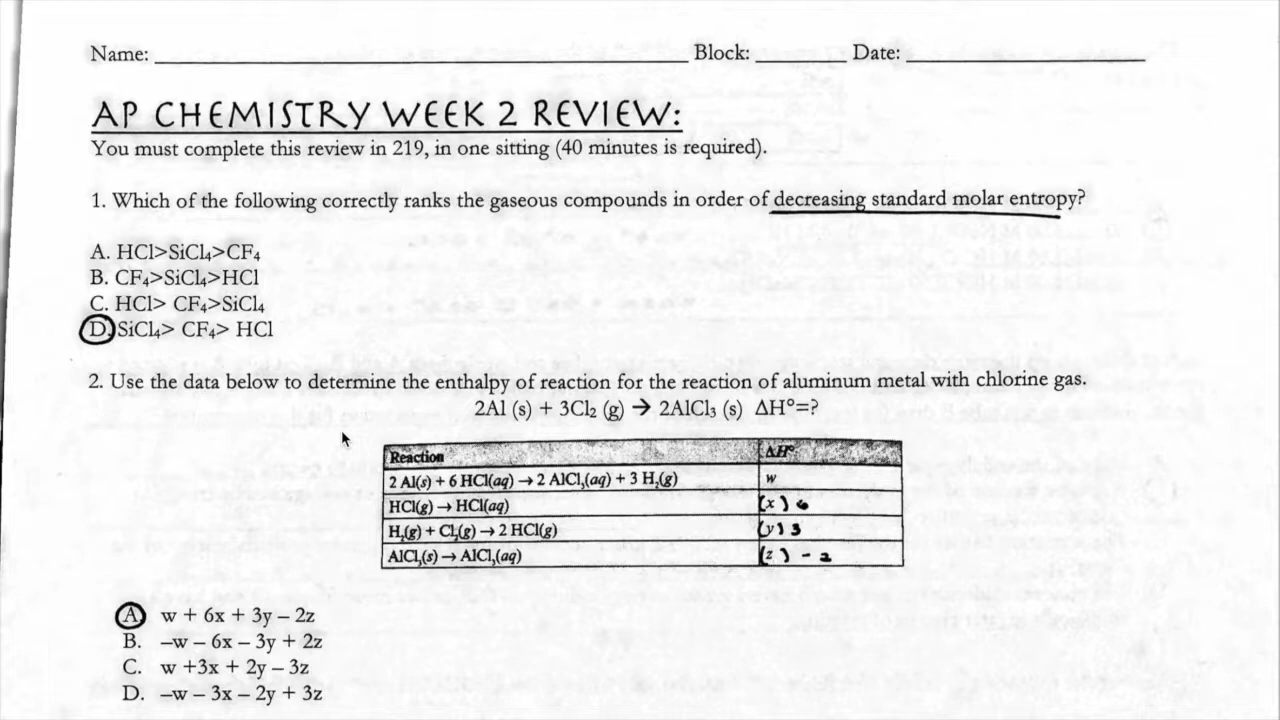 Name: Block: Date:
AP CHEMISTRY WEEK 2 REVIEW:
You must complete this review in 219, in one sitting (40 minutes is required).
1. Which of the following correctly ranks the gaseous compounds in order of decreasing standard molar entropy?
A. HCl>SiCl₄>CF₄
B. CF₄>SiCl₄>HCl
C. HCl> CF₄>SiCl₄
D. SiCl₄> CF₄> HCl
2. Use the data below to determine the enthalpy of reaction for the reaction of aluminum metal with chlorine gas.
2Al (s) + 3Cl₂ (g) → 2AlCl₃ (s) ΔH°=?
Reaction ΔH°
2 Al(s) + 6 HCl(aq) → 2 AlCl₃(aq) + 3 H₂(g) w
HCl(g) → HCl(aq) (x) 6
H₂(g) + Cl₂(g) → 2 HCl(g) (y) 3
AlCl₃(s) → AlCl₃(aq) (z) - 2
A. w + 6x + 3y – 2z
B. –w – 6x – 3y + 2z
C. w +3x + 2y – 3z
D. –w – 3x – 2y + 3z